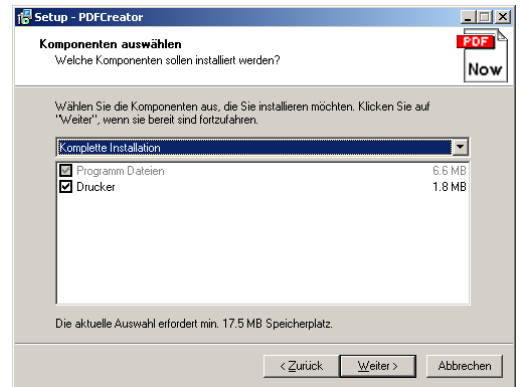 Setup - PDFCreator
Komponenten auswählen
Welche Komponenten sollen installiert werden?
PDF
Now
Wählen Sie die Komponenten aus, die Sie installieren möchten. Klicken Sie auf
"Weiter", wenn sie bereit sind fortzufahren.
Komplette Installation
Programm Dateien 6.6 MB
Drucker 1.8 MB
Die aktuelle Auswahl erfordert min. 17.5 MB Speicherplatz.
< Zurück Weiter > Abbrechen